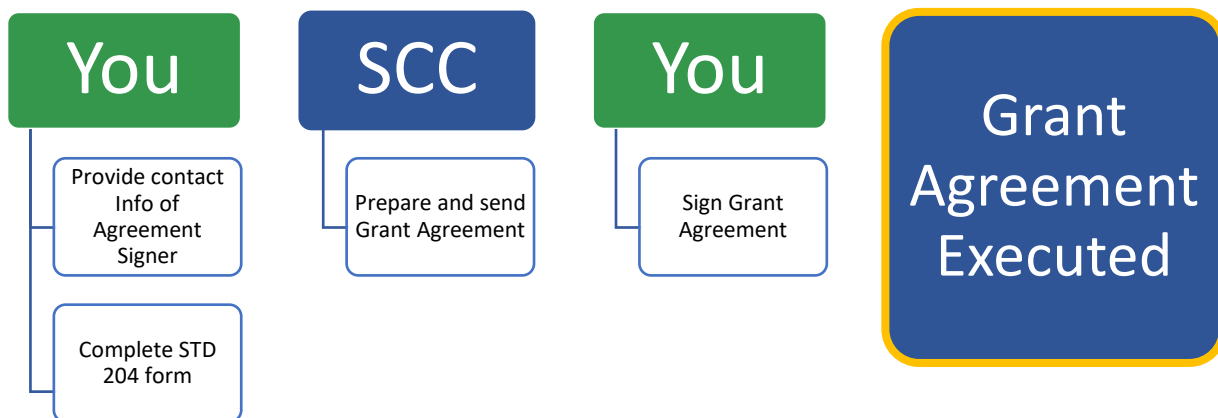 You
Provide contact
Info of
Agreement
Signer
Complete STD
204 form
SCC
Prepare and send
Grant Agreement
You
Sign Grant
Agreement
Grant
Agreement
Executed